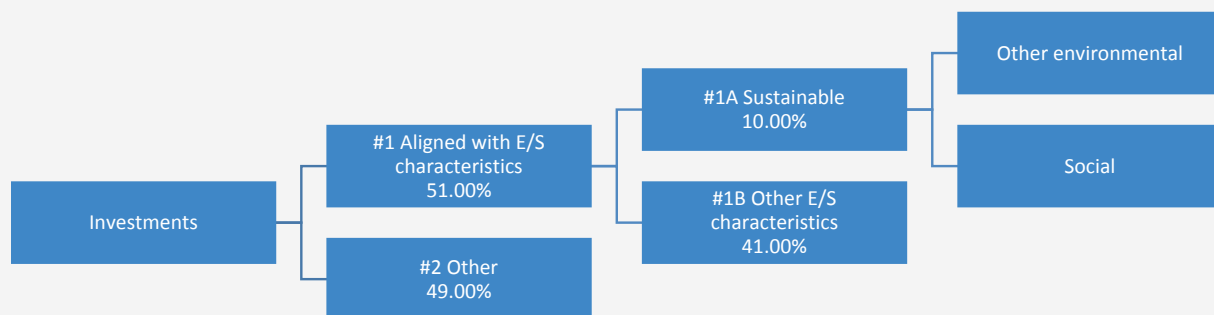 Investments
#1 Aligned with E/S
characteristics
51.00%
#2 Other
49.00%
#1A Sustainable
10.00%
#1B Other E/S
characteristics
41.00%
Other environmental
Social